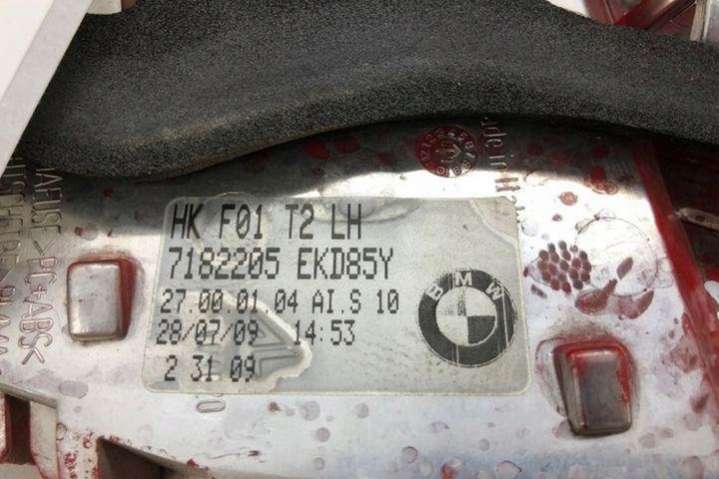 HK F01 T2 LH
7182205 EKD85Y
27.00.01.04 AI.S 10
28/07/09 14:53
2 31 09
BMW
>PC+ABS<